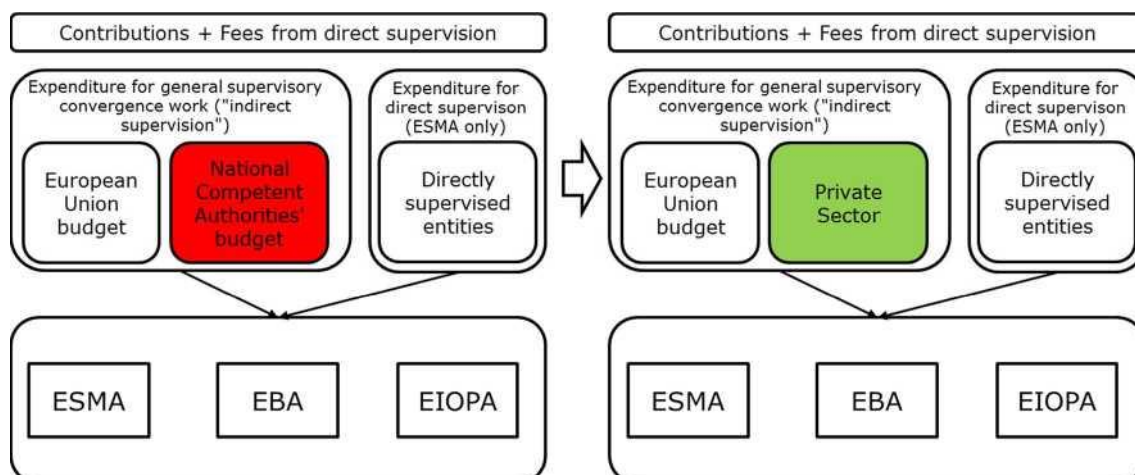 Contributions + Fees from direct supervision
Expenditure for general supervisory
convergence work ("indirect
supervision")
Expenditure for
direct supervison
(ESMA only)
European
Union
budget
National
Competent
Authorities'
budget
Directly
supervised
entities
ESMA
EBA
EIOPA
Contributions + Fees from direct supervision
Expenditure for general supervisory
convergence work ("indirect
supervision")
Expenditure for
direct supervison
(ESMA only)
European
Union
budget
Private
Sector
Directly
supervised
entities
ESMA
EBA
EIOPA